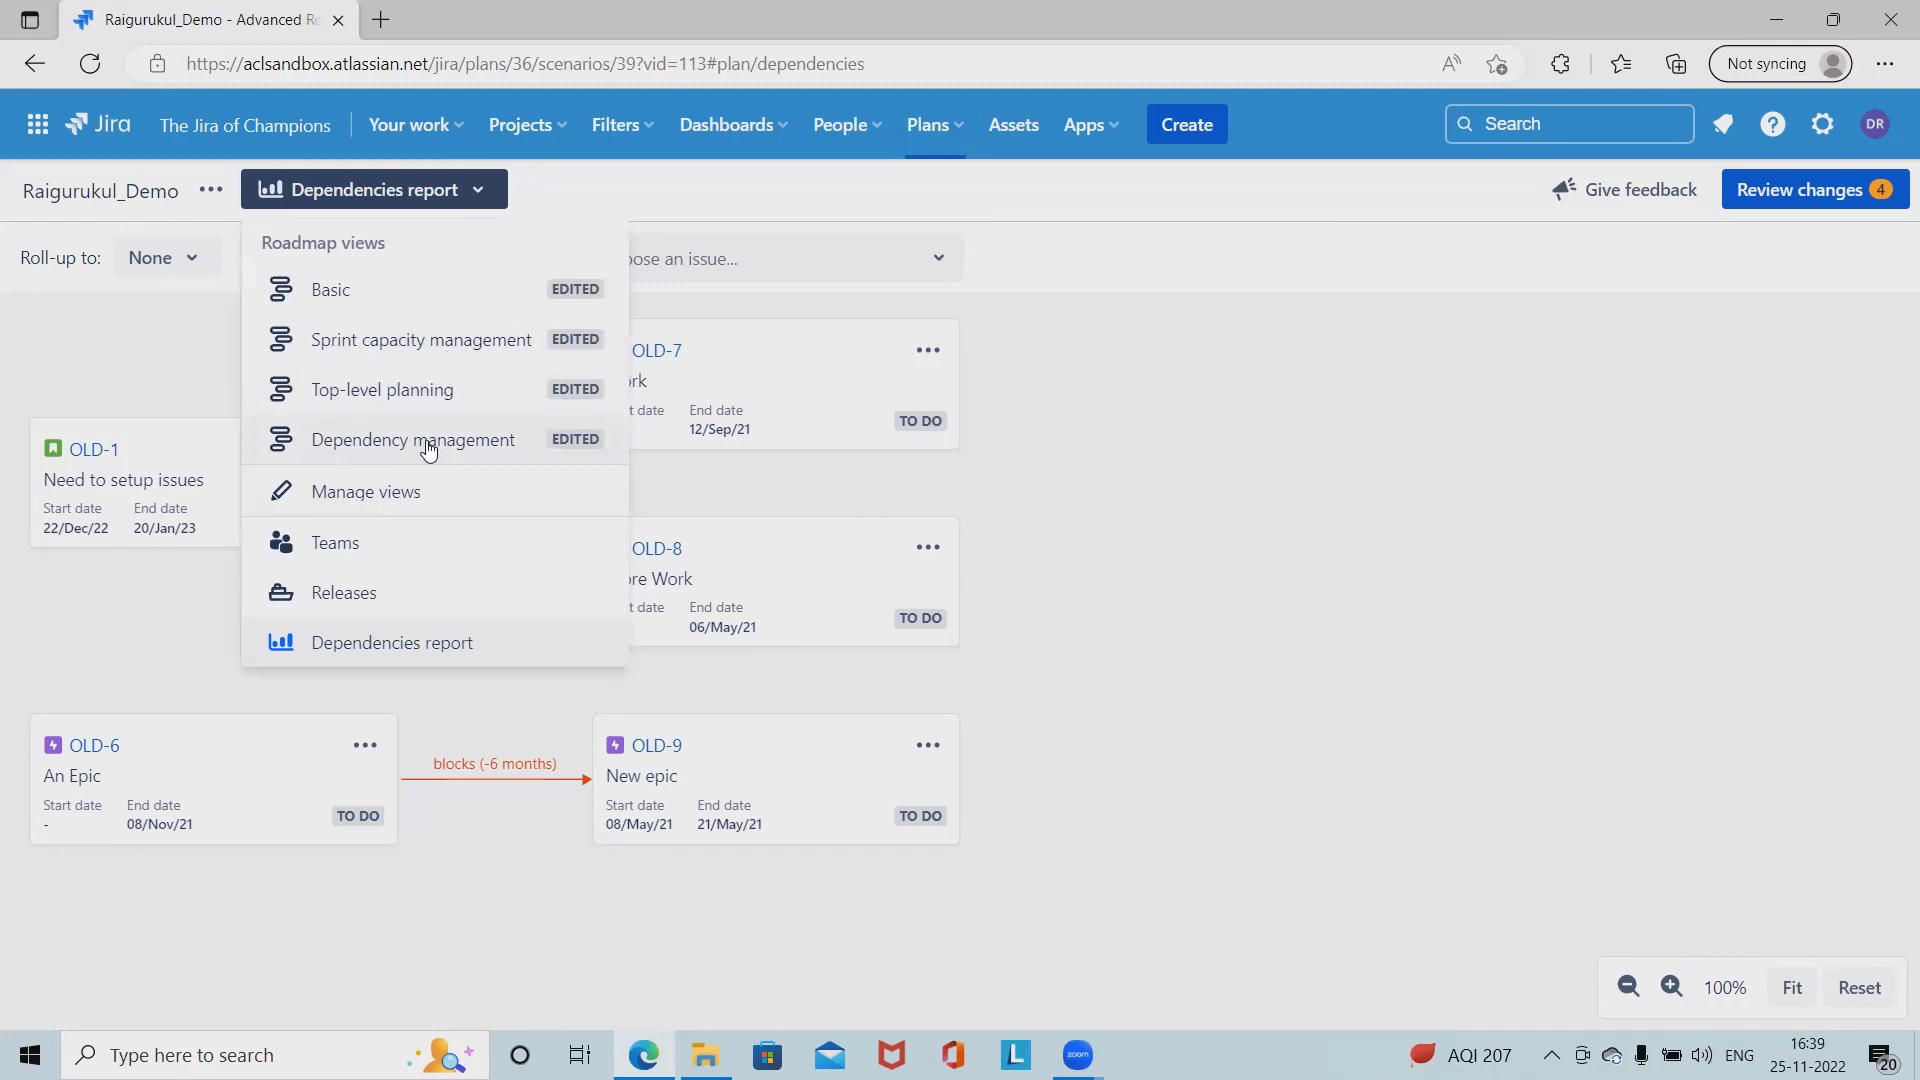 Raigurukul_Demo - Advanced Ro
https://aclsandbox.atlassian.net/jira/plans/36/scenarios/39?vid=113#plan/dependencies
Not syncing
Jira
The Jira of Champions
Your work
Projects
Filters
Dashboards
People
Plans
Assets
Apps
Create
Search
DR
Raigurukul_Demo
Dependencies report
Give feedback
Review changes 4
Roll-up to:
None
oose an issue...
Roadmap views
Basic EDITED
Sprint capacity management EDITED
Top-level planning EDITED
Dependency management EDITED
Manage views
Teams
Releases
Dependencies report
OLD-1
Need to setup issues
Start date End date
22/Dec/22 20/Jan/23
OLD-7
ork
t date End date
12/Sep/21
TO DO
OLD-8
ore Work
t date End date
06/May/21
TO DO
OLD-6
An Epic
Start date End date
- 08/Nov/21
TO DO
blocks (-6 months)
OLD-9
New epic
Start date End date
08/May/21 21/May/21
TO DO
100%
Fit
Reset
Type here to search
L
zoom
AQI 207
ENG
16:39
25-11-2022
20